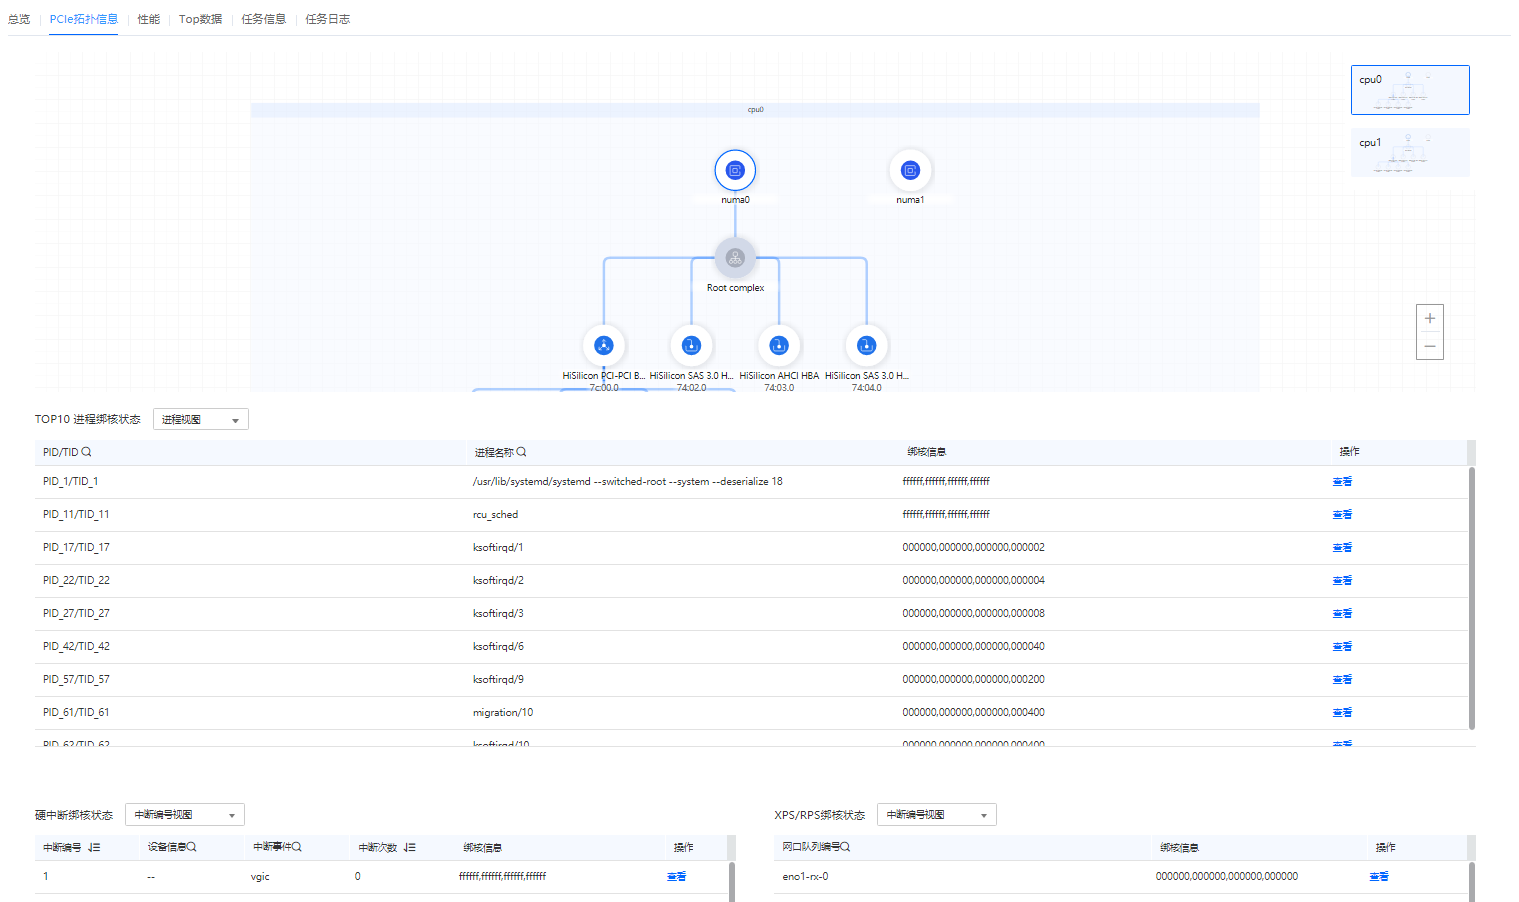 总览 PCIe拓扑信息 性能 Top数据 任务信息 任务日志
cpu0
cpu0
cpu1
numa0 numa1
Root complex
HiSilicon PCI-PCI B... HiSilicon SAS 3.0 H... HiSilicon AHCI HBA HiSilicon SAS 3.0 H...
7c:00.0 74:02.0 74:03.0 74:04.0
TOP10 进程绑核状态 进程视图
PID/TID 进程名称 绑核信息 操作
PID_1/TID_1 /usr/lib/systemd/systemd --switched-root --system --deserialize 18 ffffff,ffffff,ffffff,ffffff 查看
PID_11/TID_11 rcu_sched ffffff,ffffff,ffffff,ffffff 查看
PID_17/TID_17 ksoftirqd/1 000000,000000,000000,000002 查看
PID_22/TID_22 ksoftirqd/2 000000,000000,000000,000004 查看
PID_27/TID_27 ksoftirqd/3 000000,000000,000000,000008 查看
PID_42/TID_42 ksoftirqd/6 000000,000000,000000,000040 查看
PID_57/TID_57 ksoftirqd/9 000000,000000,000000,000200 查看
PID_61/TID_61 migration/10 000000,000000,000000,000400 查看
PID_62/TID_62 ksoftirqd/10 000000,000000,000000,000400 查看
硬中断绑核状态 中断编号视图 XPS/RPS绑核状态 中断编号视图
中断编号 设备信息 中断事件 中断次数 绑核信息 操作 网口队列编号 绑核信息 操作
1 -- vgic 0 ffffff,ffffff,ffffff,ffffff 查看 eno1-rx-0 000000,000000,000000,000000 查看